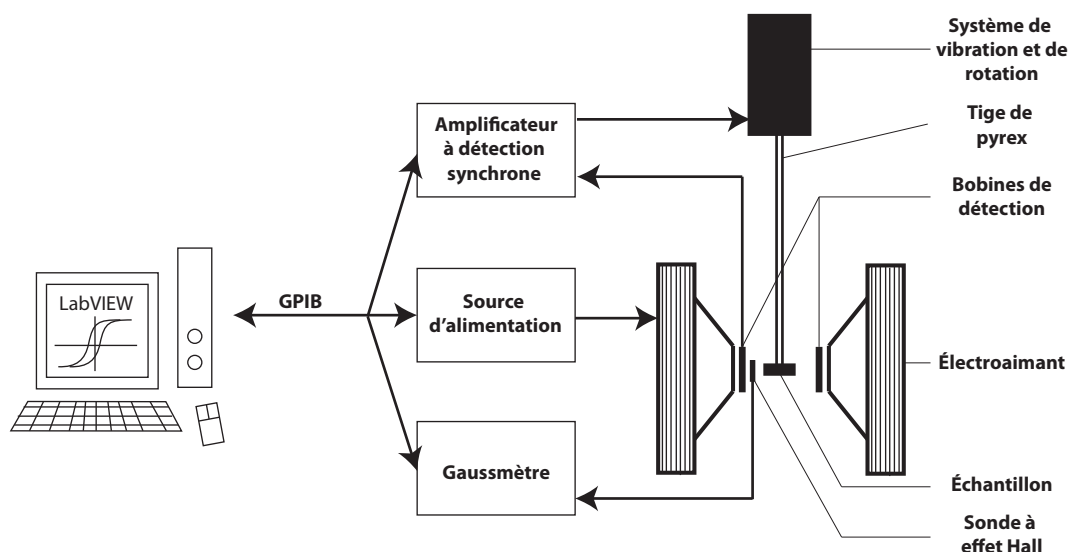 Système de
vibration et de
rotation
Tige de
pyrex
Amplificateur
à détection
synchrone
Bobines de
détection
LabVIEW
GPIB
Source
d'alimentation
Électroaimant
Gaussmètre
Échantillon
Sonde à
effet Hall